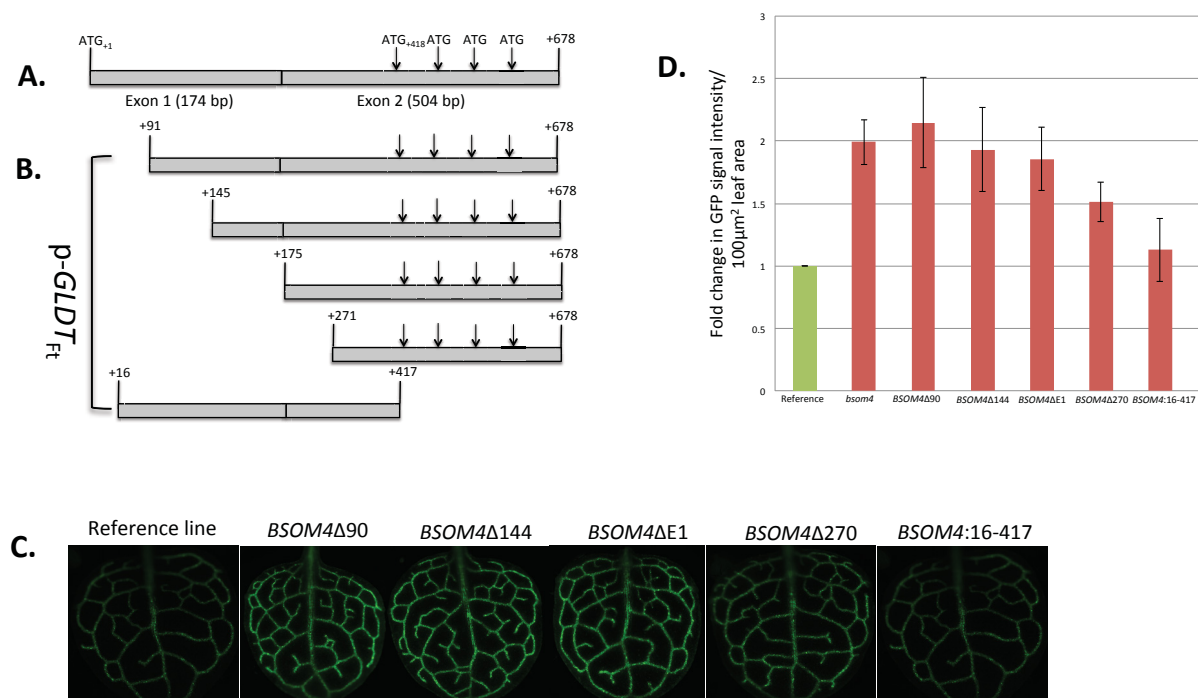 A.
ATG+1
ATG+418 ATG ATG ATG
+678
Exon 1 (174 bp)
Exon 2 (504 bp)
B.
p-GLDT Ft
+91
+678
+145
+678
+175
+678
+271
+678
+16
+417
D.
Fold change in GFP signal intensity/
100μm² leaf area
3
2.5
2
1.5
1
0.5
0
Reference
bsom4
BSOM4Δ90
BSOM4Δ144
BSOM4ΔE1
BSOM4Δ270
BSOM4:16-417
C.
Reference line
BSOM4Δ90
BSOM4Δ144
BSOM4ΔE1
BSOM4Δ270
BSOM4:16-417